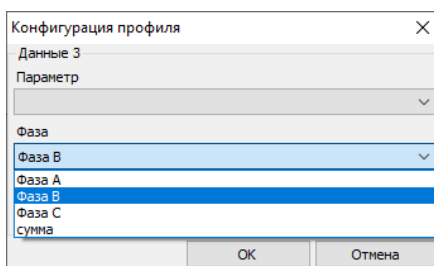 Конфигурация профиля
Данные 3
Параметр
Фаза
Фаза B
Фаза A
Фаза B
Фаза C
сумма
OK Отмена